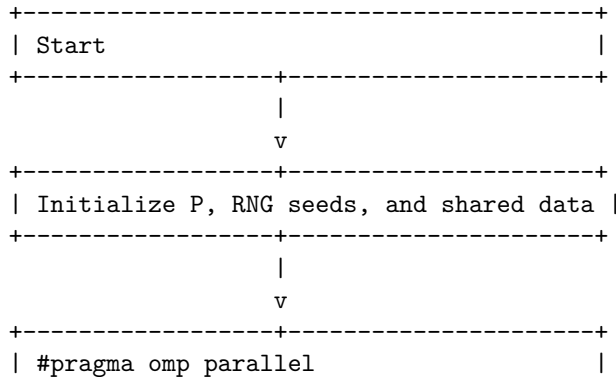 +-----------------------------------------+
| Start                                   |
+------------------+----------------------+
                   |
                   v
+------------------+----------------------+
| Initialize P, RNG seeds, and shared data |
+------------------+----------------------+
                   |
                   v
+------------------+----------------------+
| #pragma omp parallel                    |